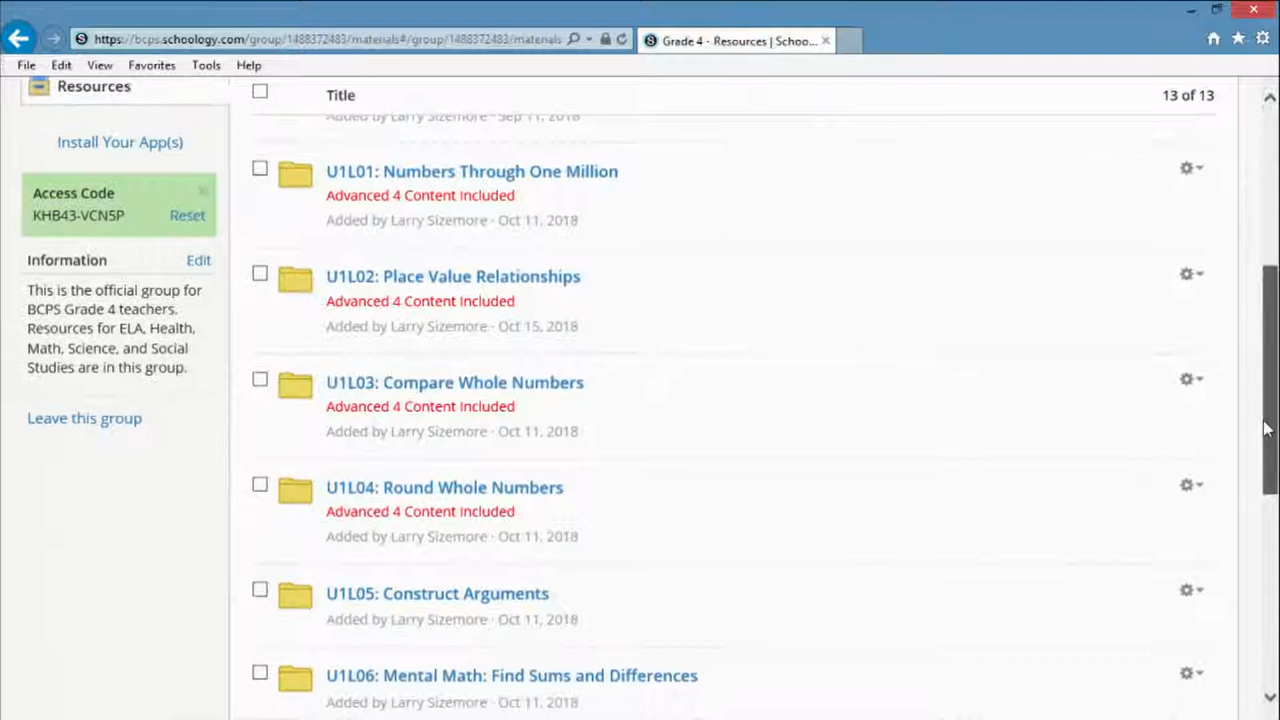 https://bcps.schoology.com/group/1488372483/materials#/group/1488372483/materials
Grade 4 - Resources | Schoo...
File Edit View Favorites Tools Help
Resources
Install Your App(s)
Access Code
KHB43-VCN5P Reset
Information Edit
This is the official group for
BCPS Grade 4 teachers.
Resources for ELA, Health,
Math, Science, and Social
Studies are in this group.
Leave this group
Title 13 of 13
Added by Larry Sizemore · Sep 11, 2018
U1L01: Numbers Through One Million
Advanced 4 Content Included
Added by Larry Sizemore · Oct 11, 2018
U1L02: Place Value Relationships
Advanced 4 Content Included
Added by Larry Sizemore · Oct 15, 2018
U1L03: Compare Whole Numbers
Advanced 4 Content Included
Added by Larry Sizemore · Oct 11, 2018
U1L04: Round Whole Numbers
Advanced 4 Content Included
Added by Larry Sizemore · Oct 11, 2018
U1L05: Construct Arguments
Added by Larry Sizemore · Oct 11, 2018
U1L06: Mental Math: Find Sums and Differences
Added by Larry Sizemore · Oct 11, 2018